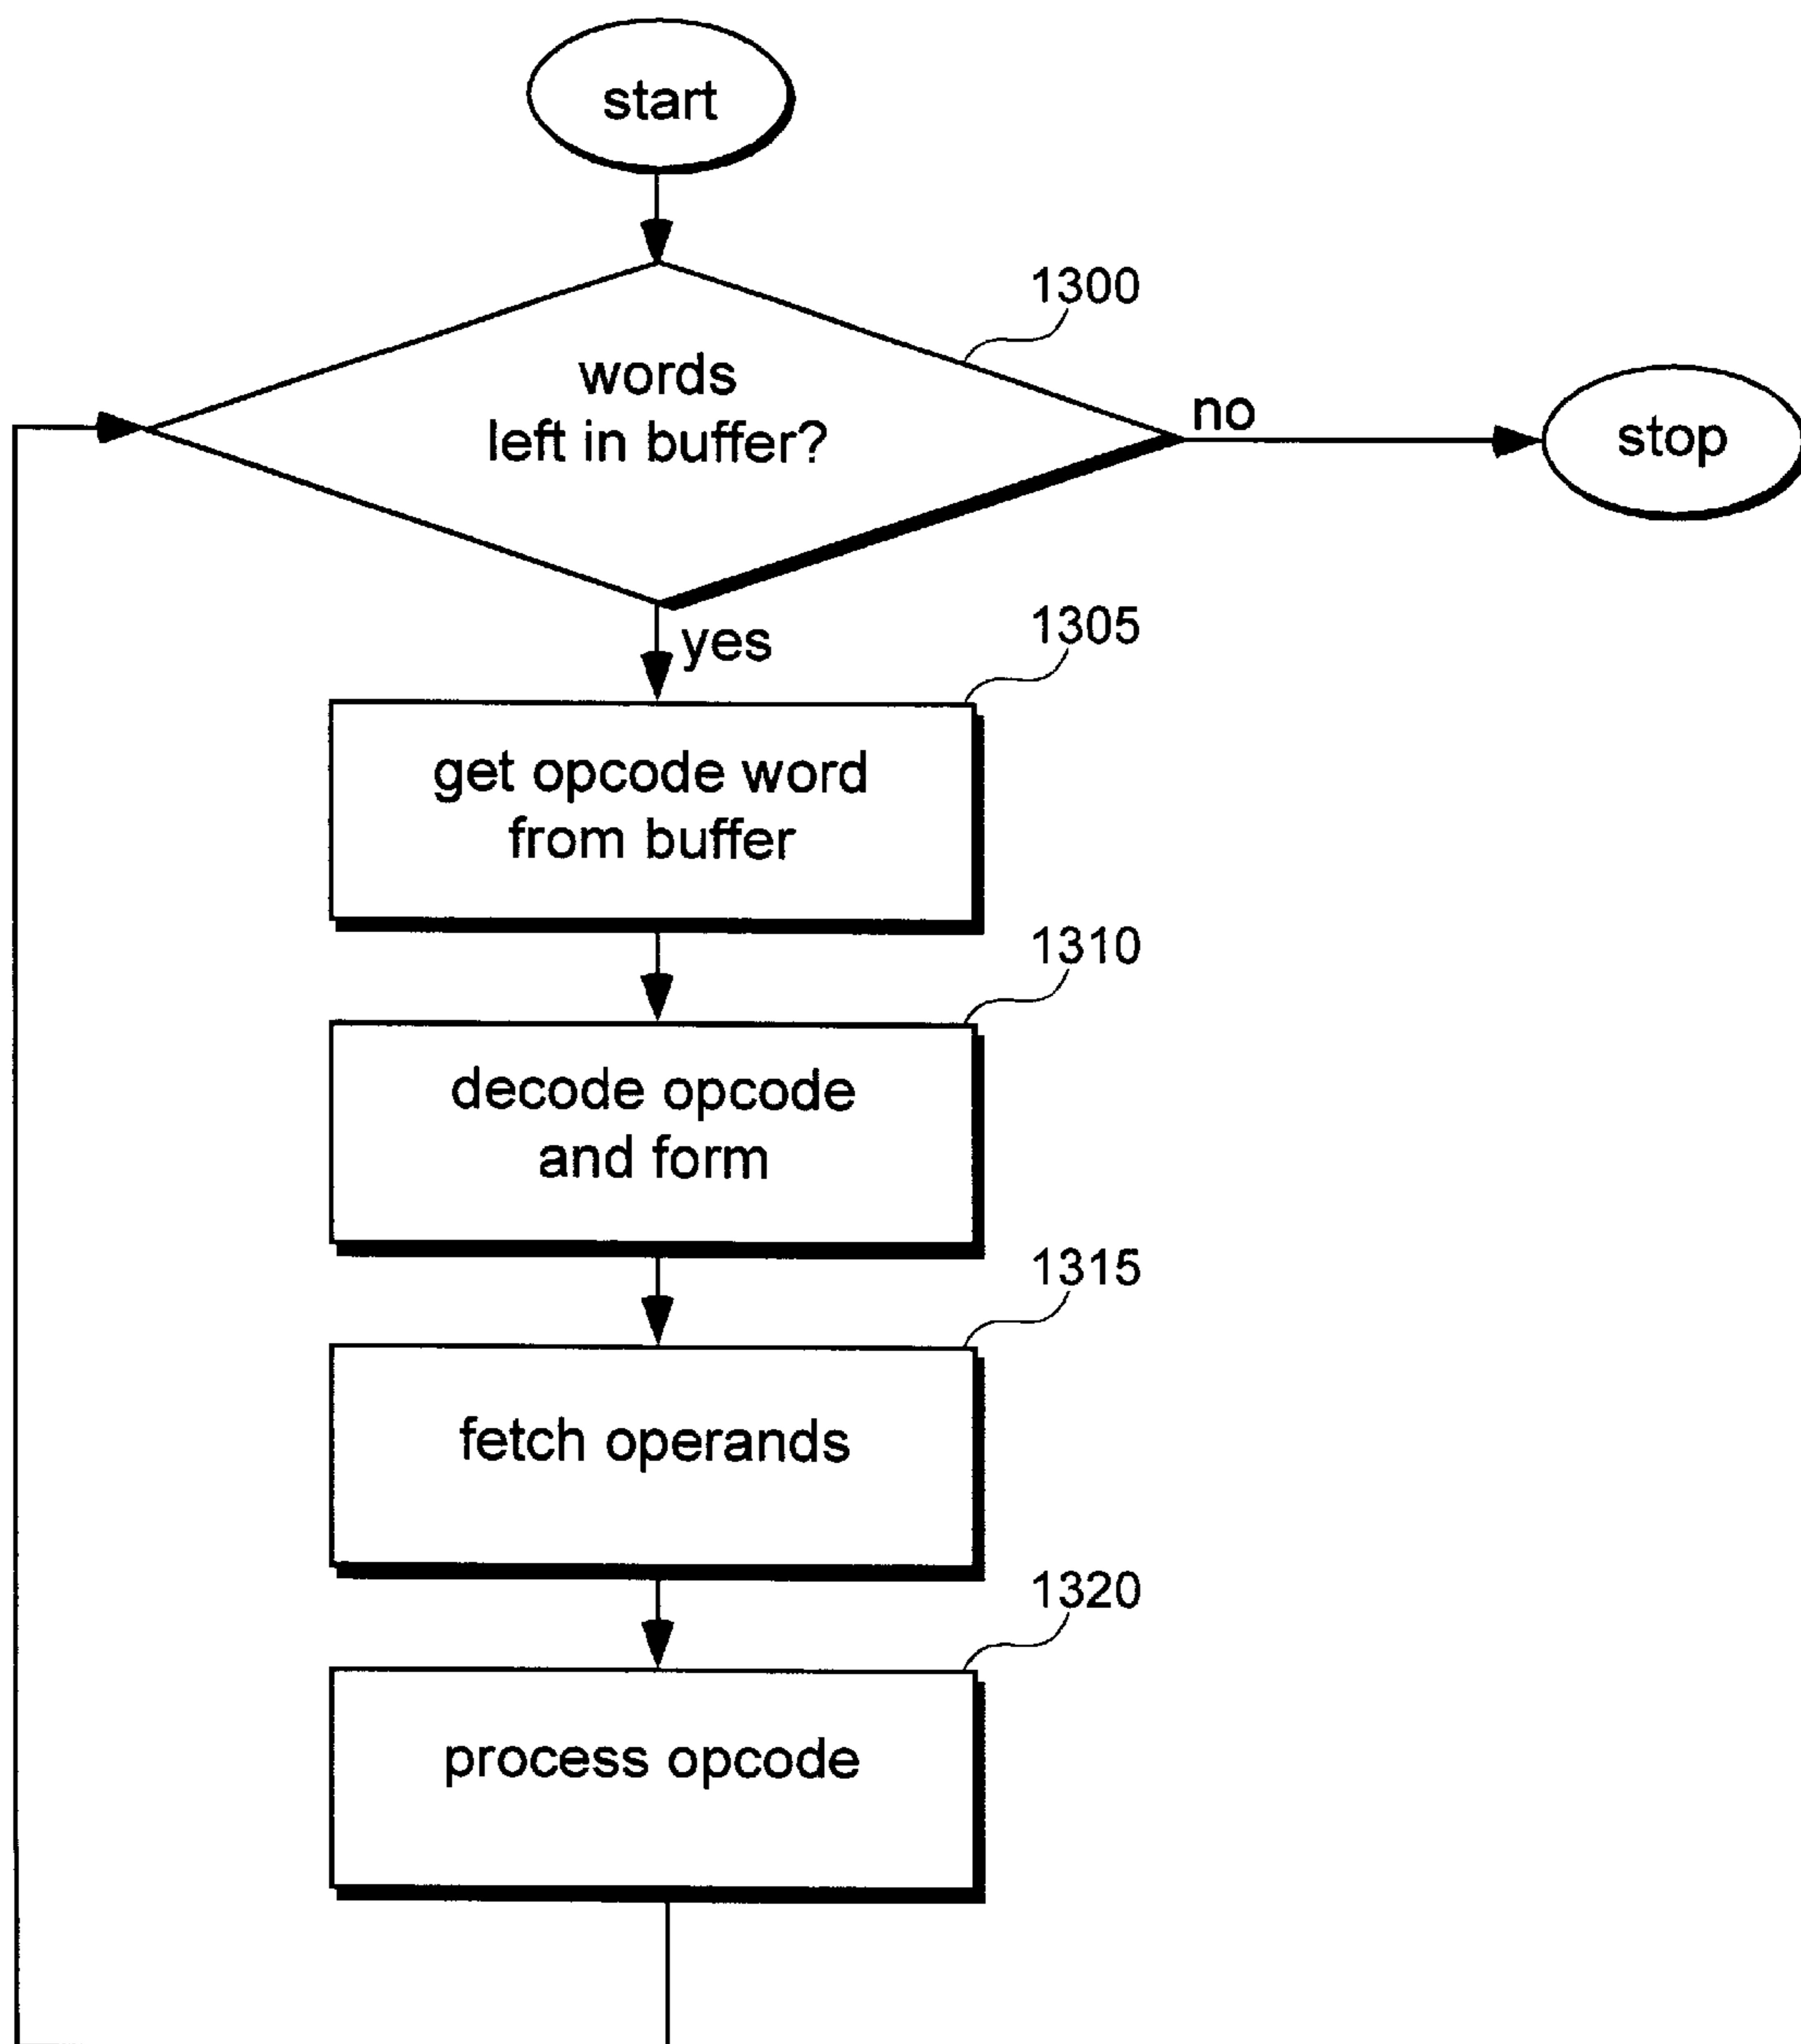 start
1300
words
left in buffer?
no
stop
yes
1305
get opcode word
from buffer
1310
decode opcode
and form
1315
fetch operands
1320
process opcode